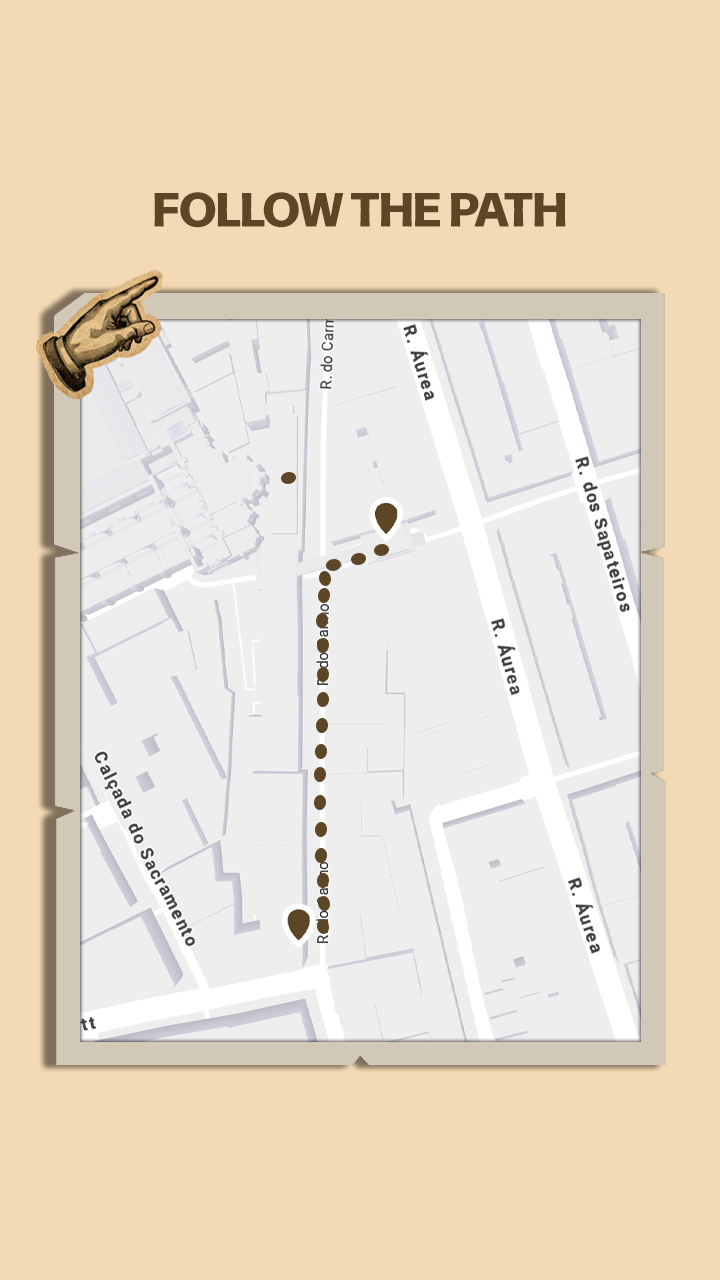 FOLLOW THE PATH
R. do Carm
R. Áurea
R. dos Sapateiros
R. do Carmo
R. Áurea
Calçada do Sacramento
R. do Carmo
R. Áurea
tt